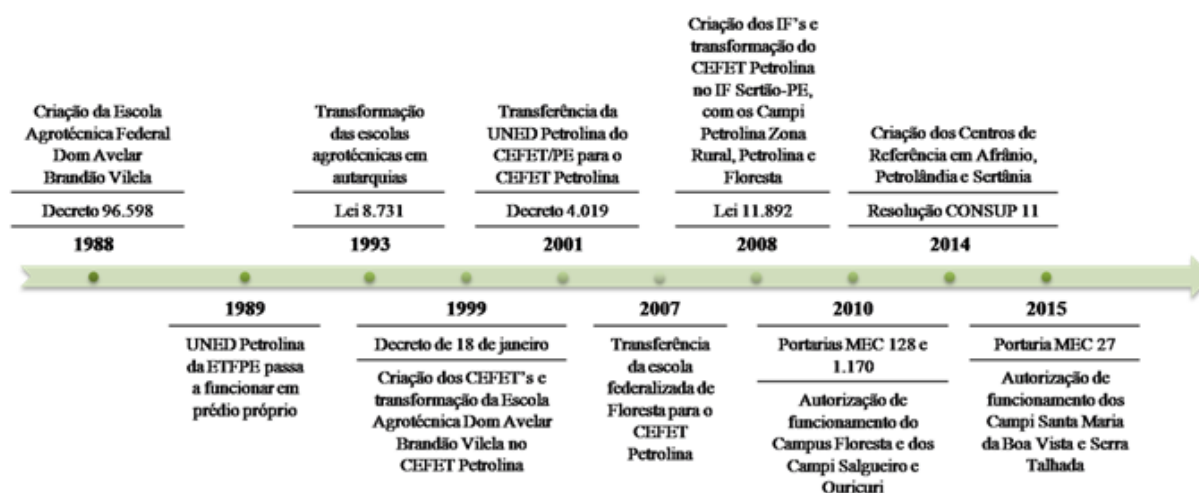 Criação da Escola
Agrotécnica Federal
Dom Avelar
Brandão Vilela
Decreto 96.598
1988
Transformação
das escolas
agrotécnicas em
autarquias
Lei 8.731
1993
Transferência da
UNED Petrolina do
CEFET/PE para o
CEFET Petrolina
Decreto 4.019
2001
Criação dos IF's e
transformação do
CEFET Petrolina
no IF Sertão-PE,
com os Campi
Petrolina Zona
Rural, Petrolina e
Floresta
Lei 11.892
2008
Criação dos Centros de
Referência em Afrânio,
Petrolândia e Sertânia
Resolução CONSUP 11
2014
1989
UNED Petrolina
da ETFPE passa
a funcionar em
prédio próprio
1999
Decreto de 18 de janeiro
Criação dos CEFET's e
transformação da Escola
Agrotécnica Dom Avelar
Brandão Vilela no
CEFET Petrolina
2007
Transferência
da escola
federalizada de
Floresta para o
CEFET
Petrolina
2010
Portarias MEC 128 e
1.170
Autorização de
funcionamento do
Campus Floresta e dos
Campi Salgueiro e
Ouricuri
2015
Portaria MEC 27
Autorização de
funcionamento dos
Campi Santa Maria
da Boa Vista e Serra
Talhada